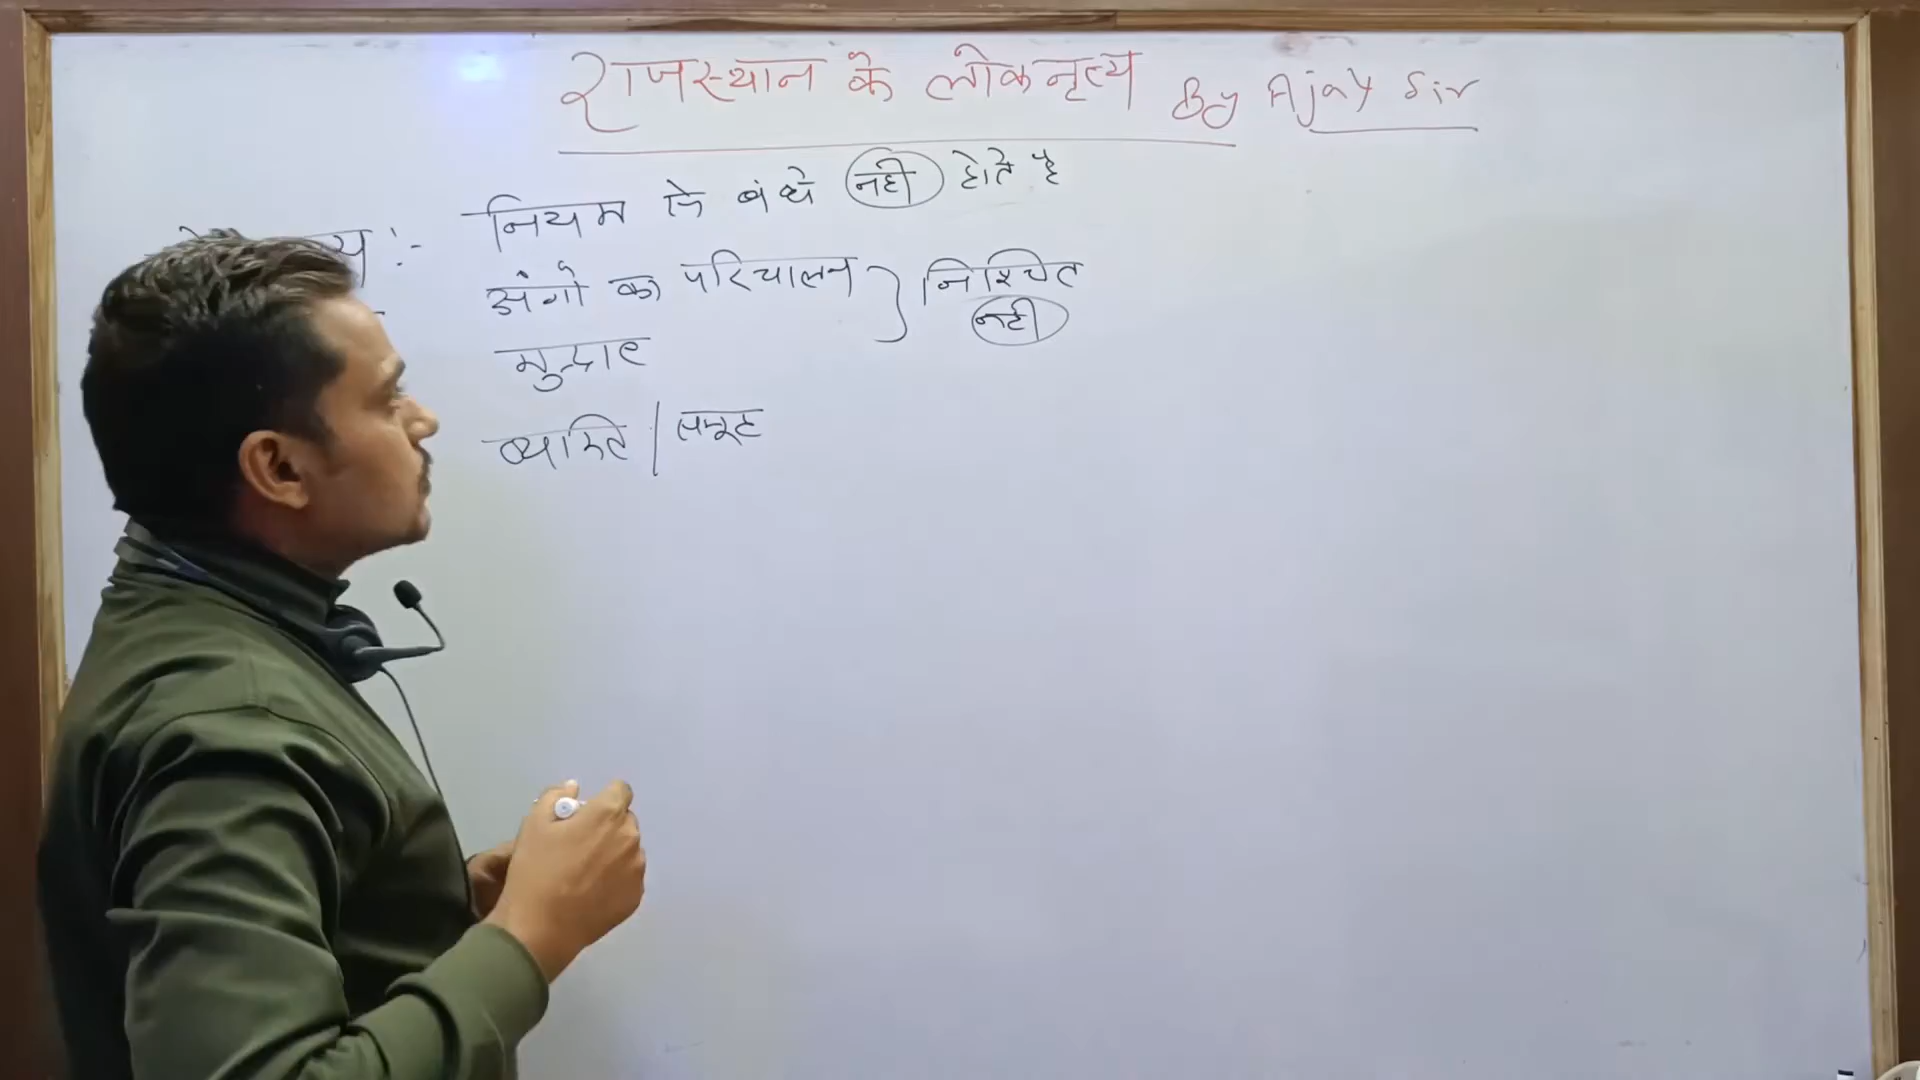 राजस्थान के लोकनृत्य By Ajay Sir
नियम से बंधे नहीं होते है
अंगो का परिचालन } निश्चित
नहीं
मुद्राए
व्यक्ति / समूह